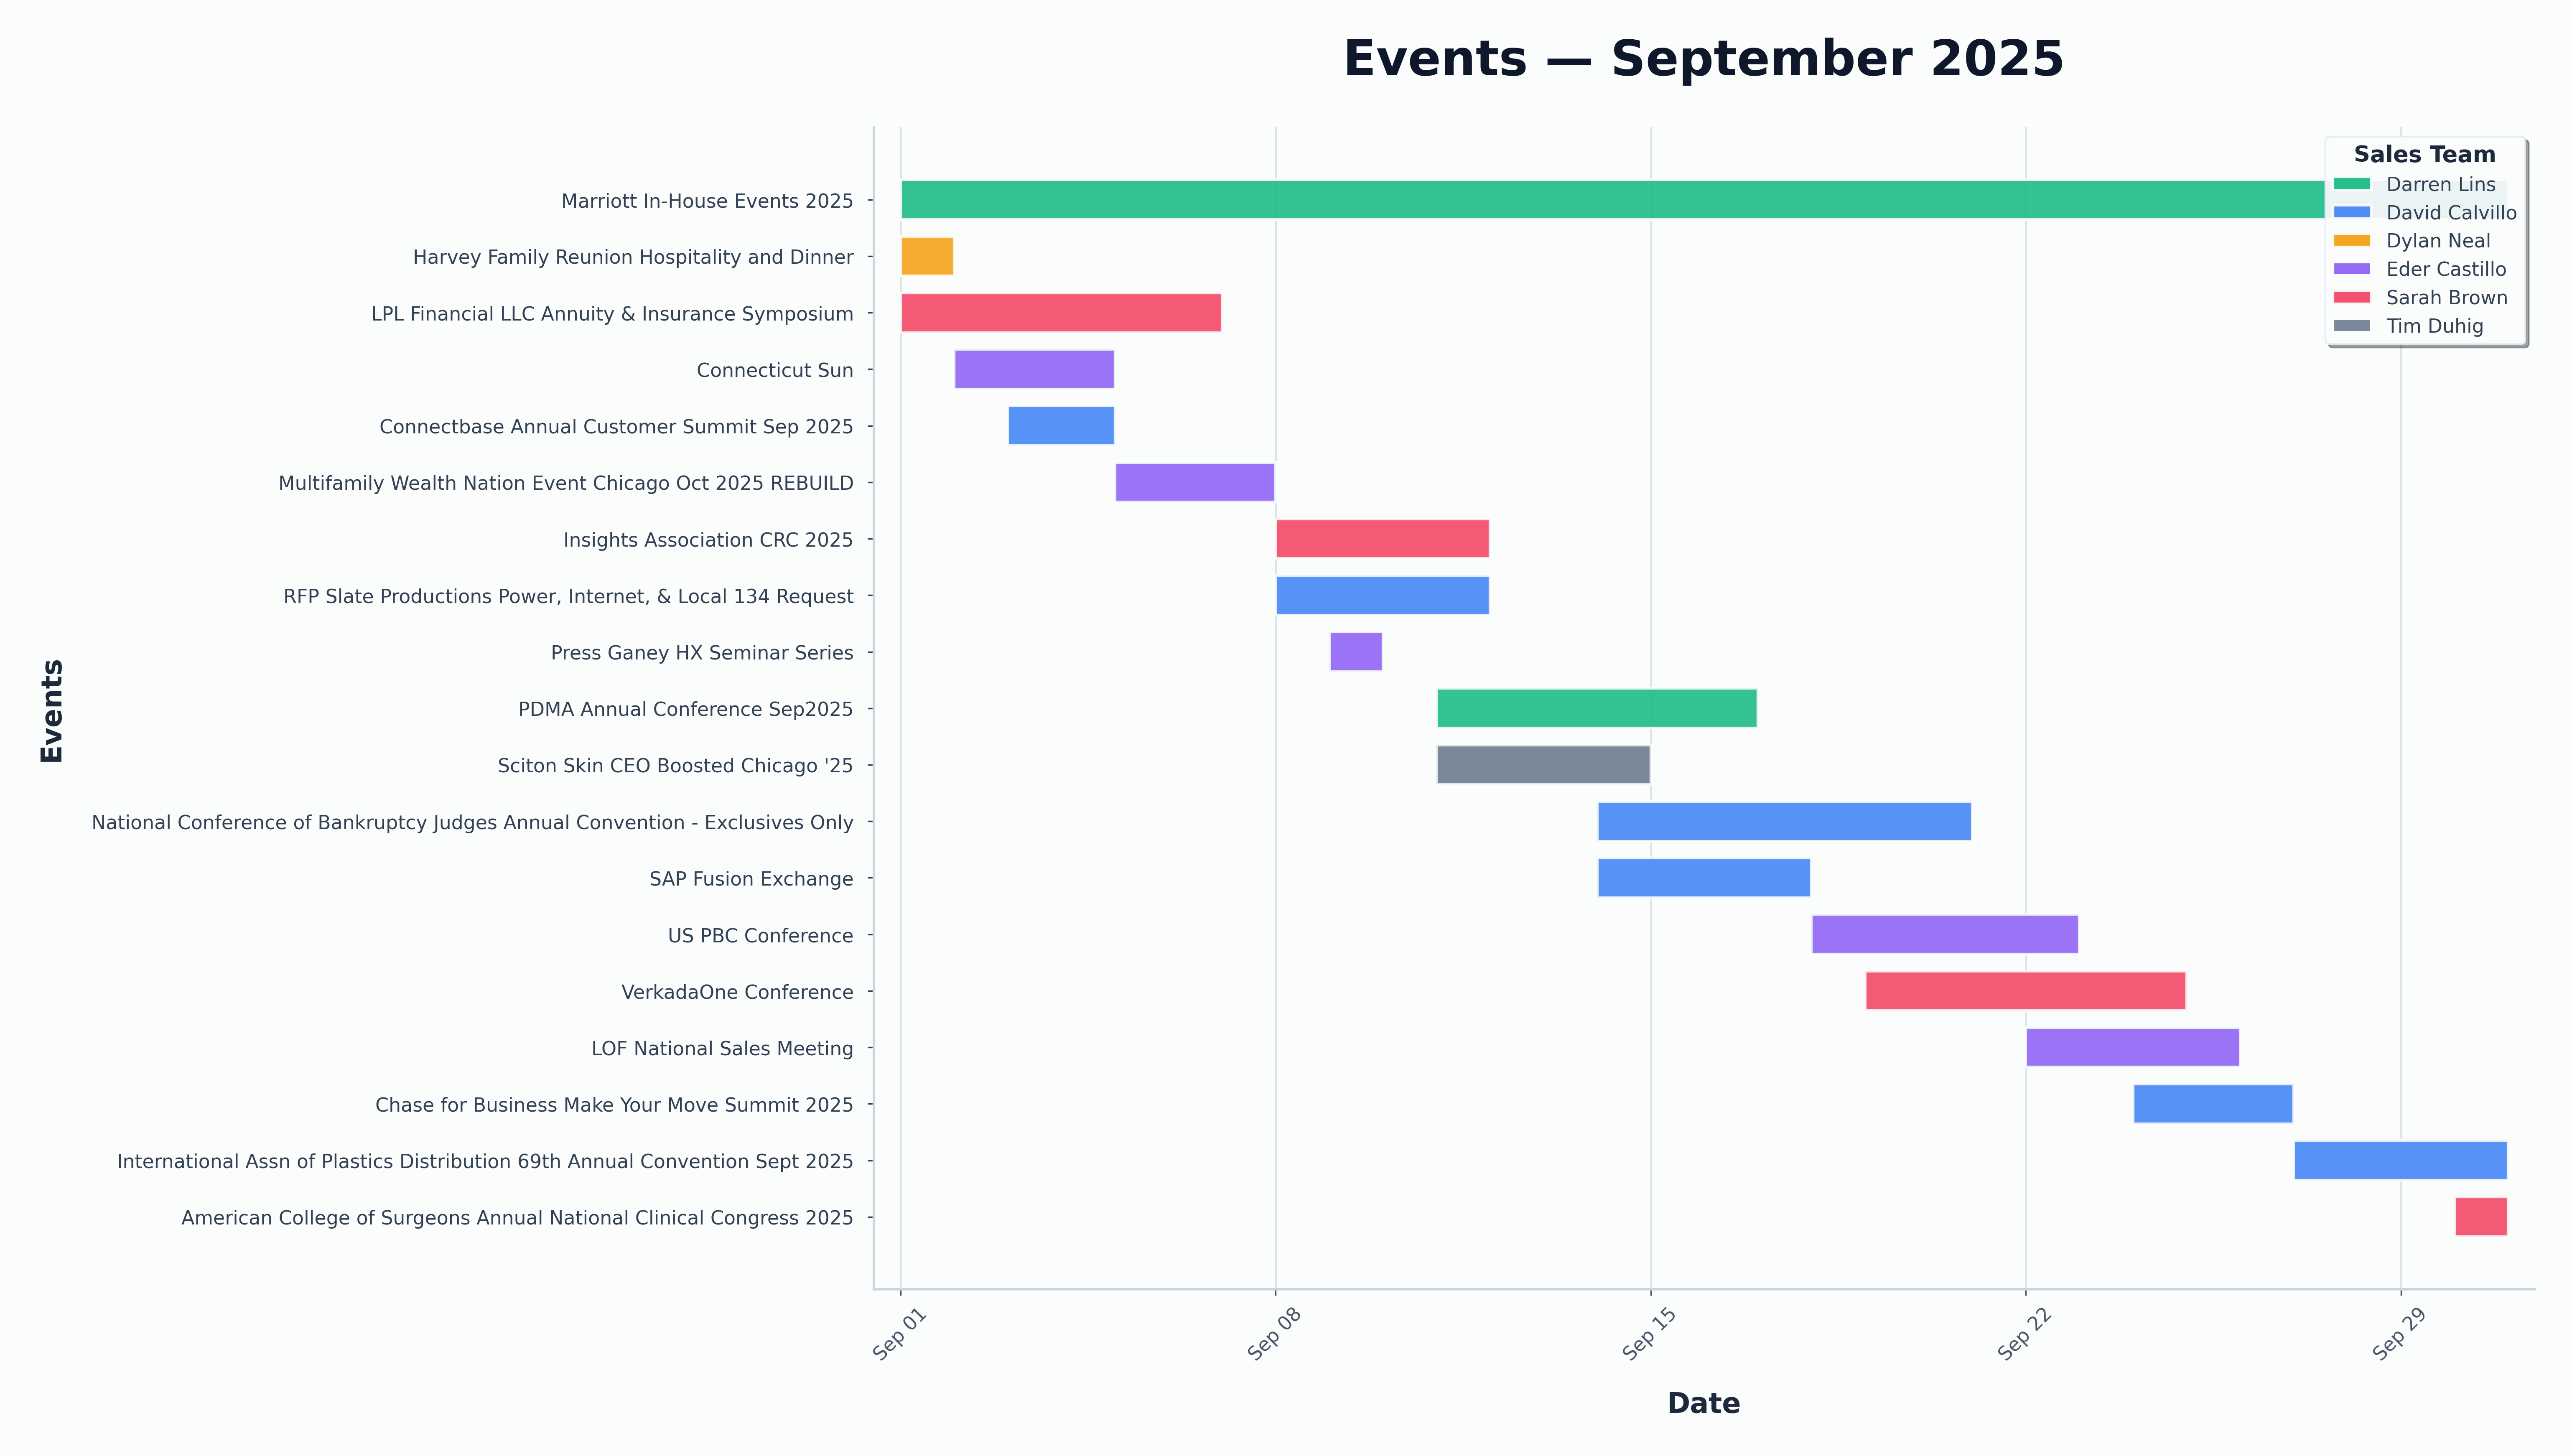 Events — September 2025
Sales Team
Darren Lins
David Calvillo
Dylan Neal
Eder Castillo
Sarah Brown
Tim Duhig
Events
Marriott In-House Events 2025
Harvey Family Reunion Hospitality and Dinner
LPL Financial LLC Annuity & Insurance Symposium
Connecticut Sun
Connectbase Annual Customer Summit Sep 2025
Multifamily Wealth Nation Event Chicago Oct 2025 REBUILD
Insights Association CRC 2025
RFP Slate Productions Power, Internet, & Local 134 Request
Press Ganey HX Seminar Series
PDMA Annual Conference Sep2025
Sciton Skin CEO Boosted Chicago '25
National Conference of Bankruptcy Judges Annual Convention - Exclusives Only
SAP Fusion Exchange
US PBC Conference
VerkadaOne Conference
LOF National Sales Meeting
Chase for Business Make Your Move Summit 2025
International Assn of Plastics Distribution 69th Annual Convention Sept 2025
American College of Surgeons Annual National Clinical Congress 2025
Sep 01
Sep 08
Sep 15
Sep 22
Sep 29
Date